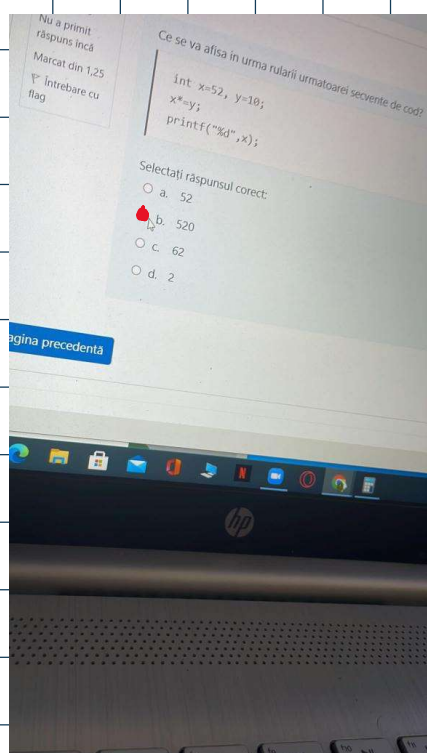 Nu a primit
răspuns încă
Marcat din 1,25
Întrebare cu
flag
Ce se va afisa in urma rularii urmatoarei secvente de cod?
int x=52, y=10;
x*=y;
printf("%d",x);
Selectați răspunsul corect:
a. 52
b. 520
c. 62
d. 2
agina precedentă
N
hp